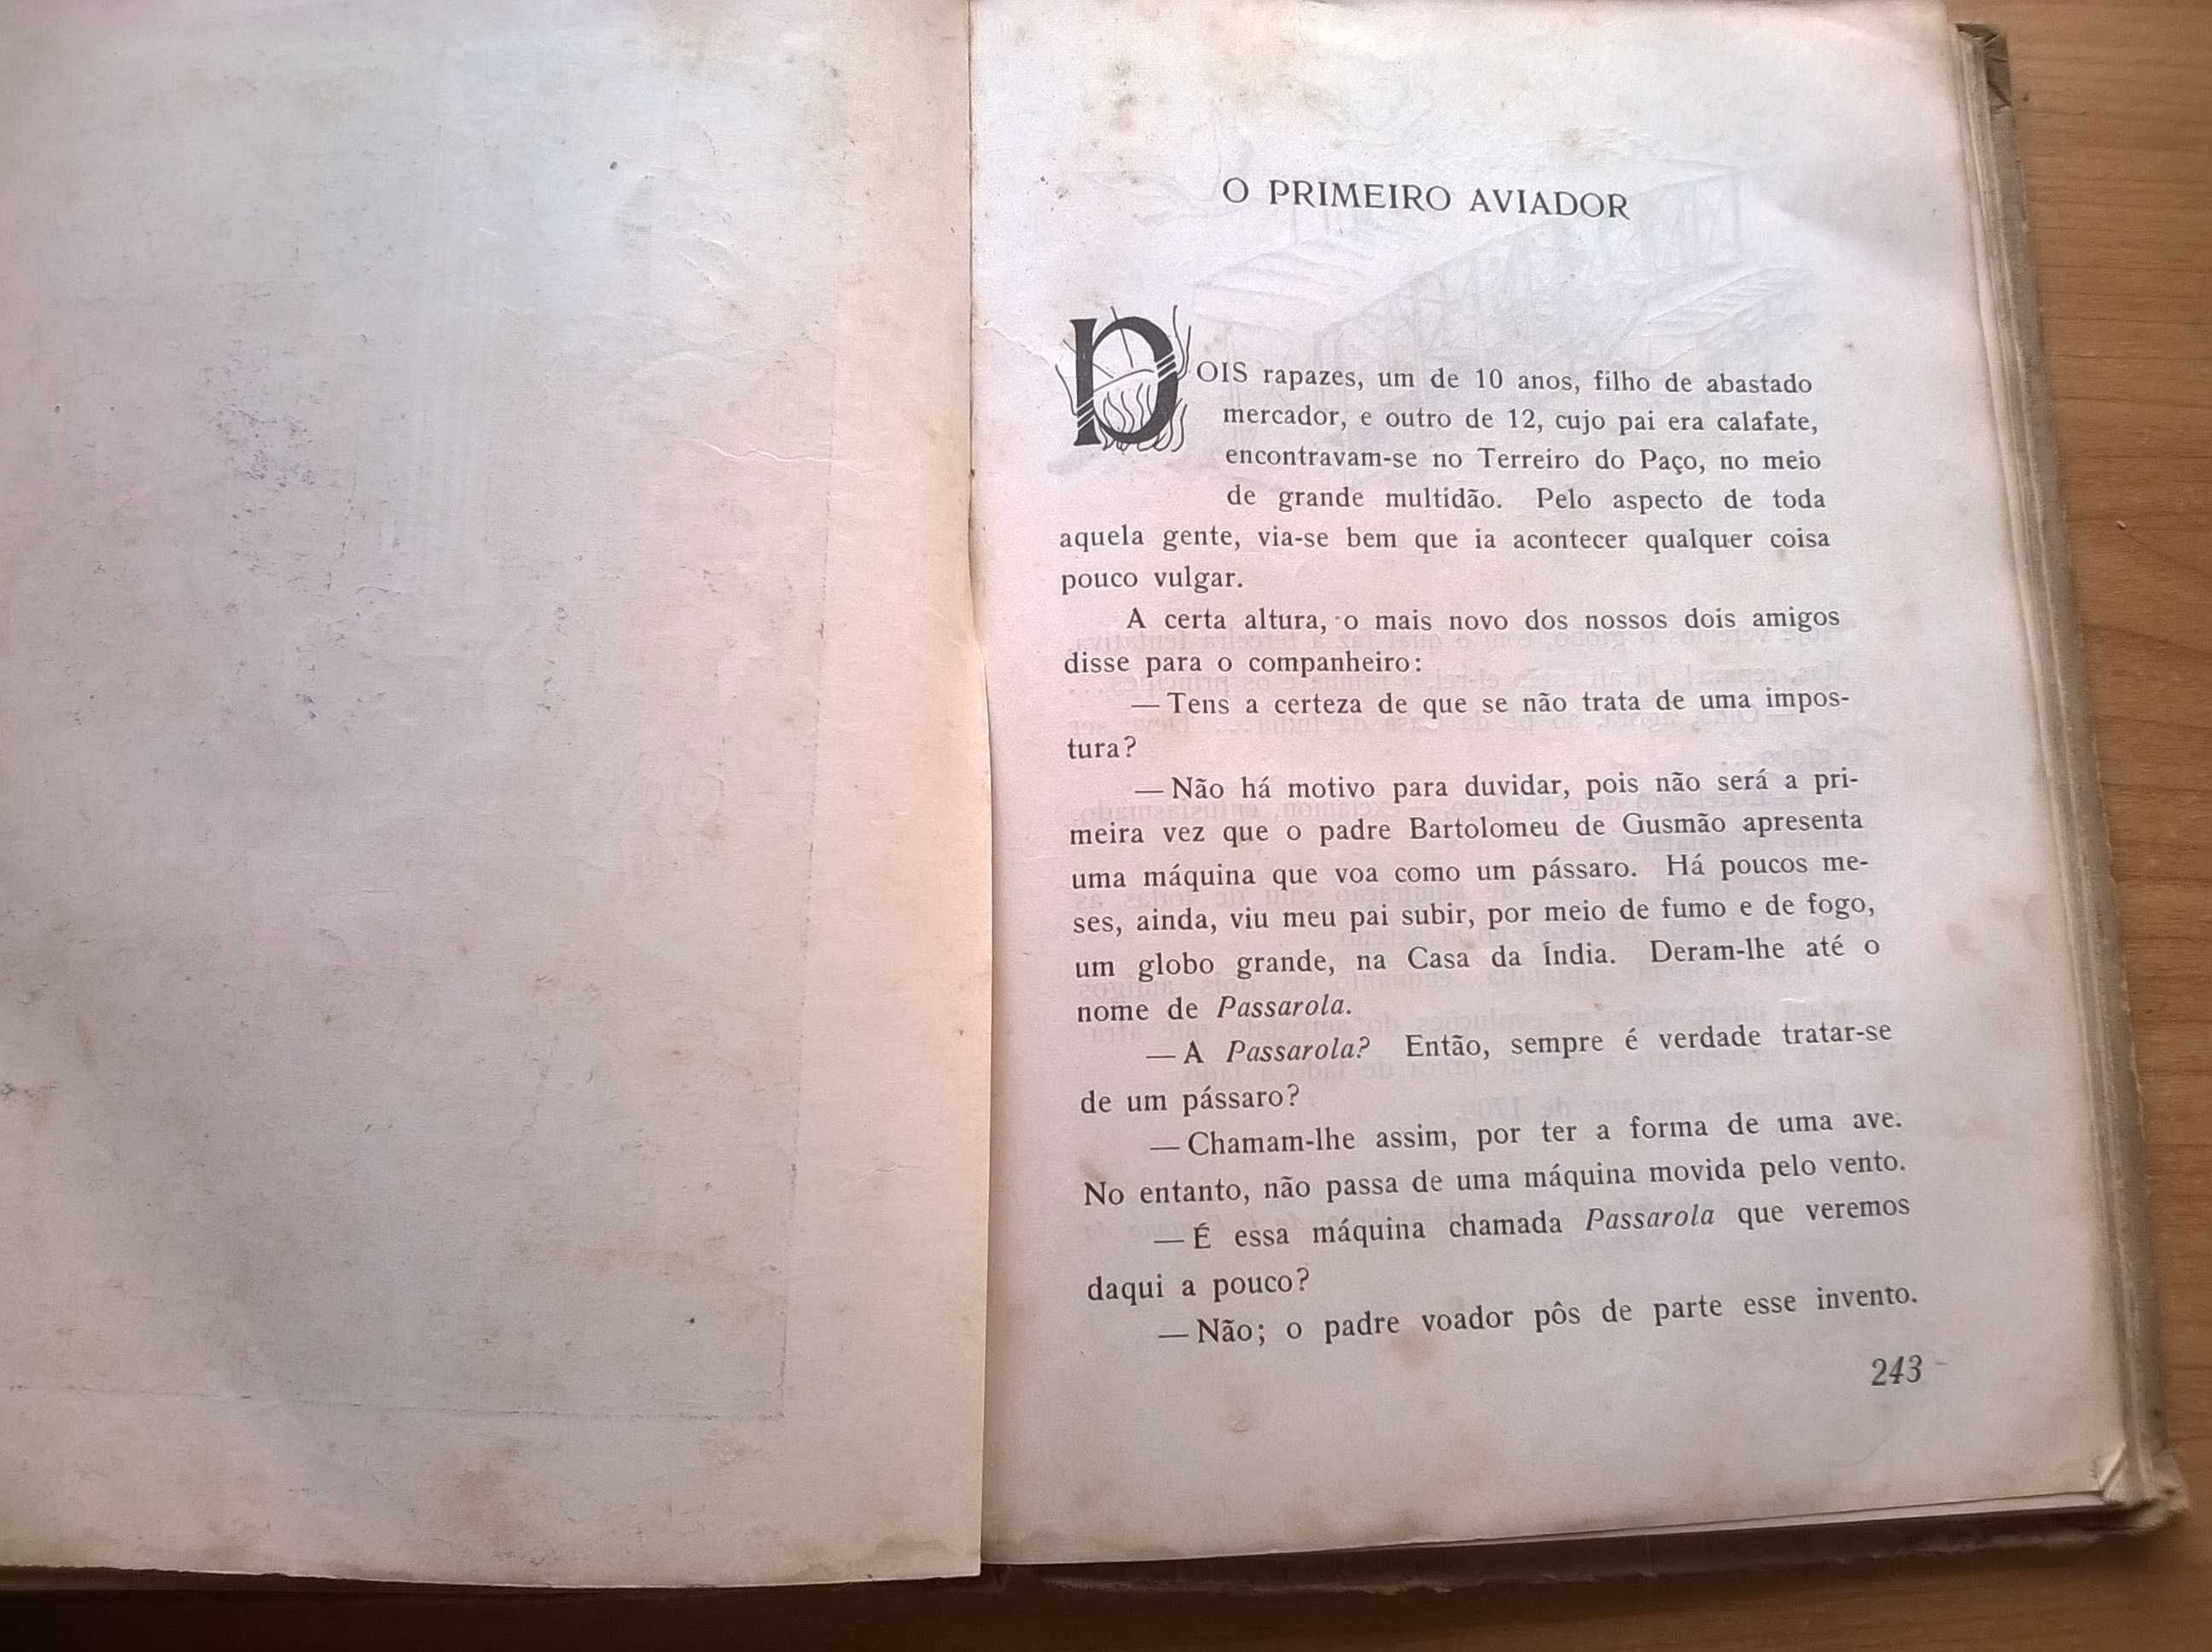 O PRIMEIRO AVIADOR
DOIS rapazes, um de 10 anos, filho de abastado
mercador, e outro de 12, cujo pai era calafate,
encontravam-se no Terreiro do Paço, no meio
de grande multidão. Pelo aspecto de toda
aquela gente, via-se bem que ia acontecer qualquer coisa
pouco vulgar.
A certa altura, o mais novo dos nossos dois amigos
disse para o companheiro:
— Tens a certeza de que se não trata de uma impos-
tura?
— Não há motivo para duvidar, pois não será a pri-
meira vez que o padre Bartolomeu de Gusmão apresenta
uma máquina que voa como um pássaro. Há poucos me-
ses, ainda, viu meu pai subir, por meio de fumo e de fogo,
um globo grande, na Casa da Índia. Deram-lhe até o
nome de Passarola.
— A Passarola? Então, sempre é verdade tratar-se
de um pássaro?
— Chamam-lhe assim, por ter a forma de uma ave.
No entanto, não passa de uma máquina movida pelo vento.
— É essa máquina chamada Passarola que veremos
daqui a pouco?
— Não; o padre voador pôs de parte esse invento.
243